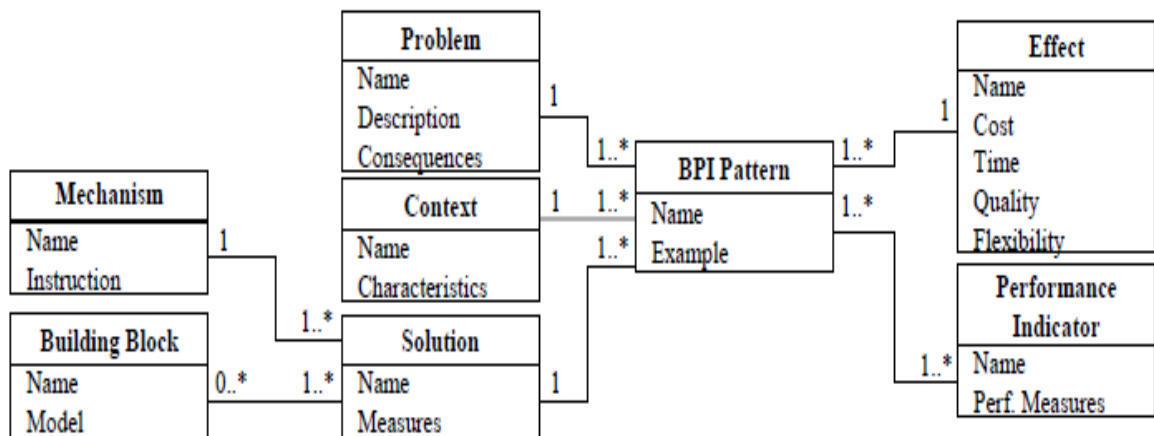 Problem
Name
Description
Consequences
1
1..*
Mechanism
Name
Instruction
1
1..*
Context
Name
Characteristics
1
1..*
Building Block
Name
Model
0..*
1..*
Solution
Name
Measures
1
1..*
BPI Pattern
Name
Example
1..*
1
1..*
1..*
Effect
Name
Cost
Time
Quality
Flexibility
Performance
Indicator
Name
Perf. Measures